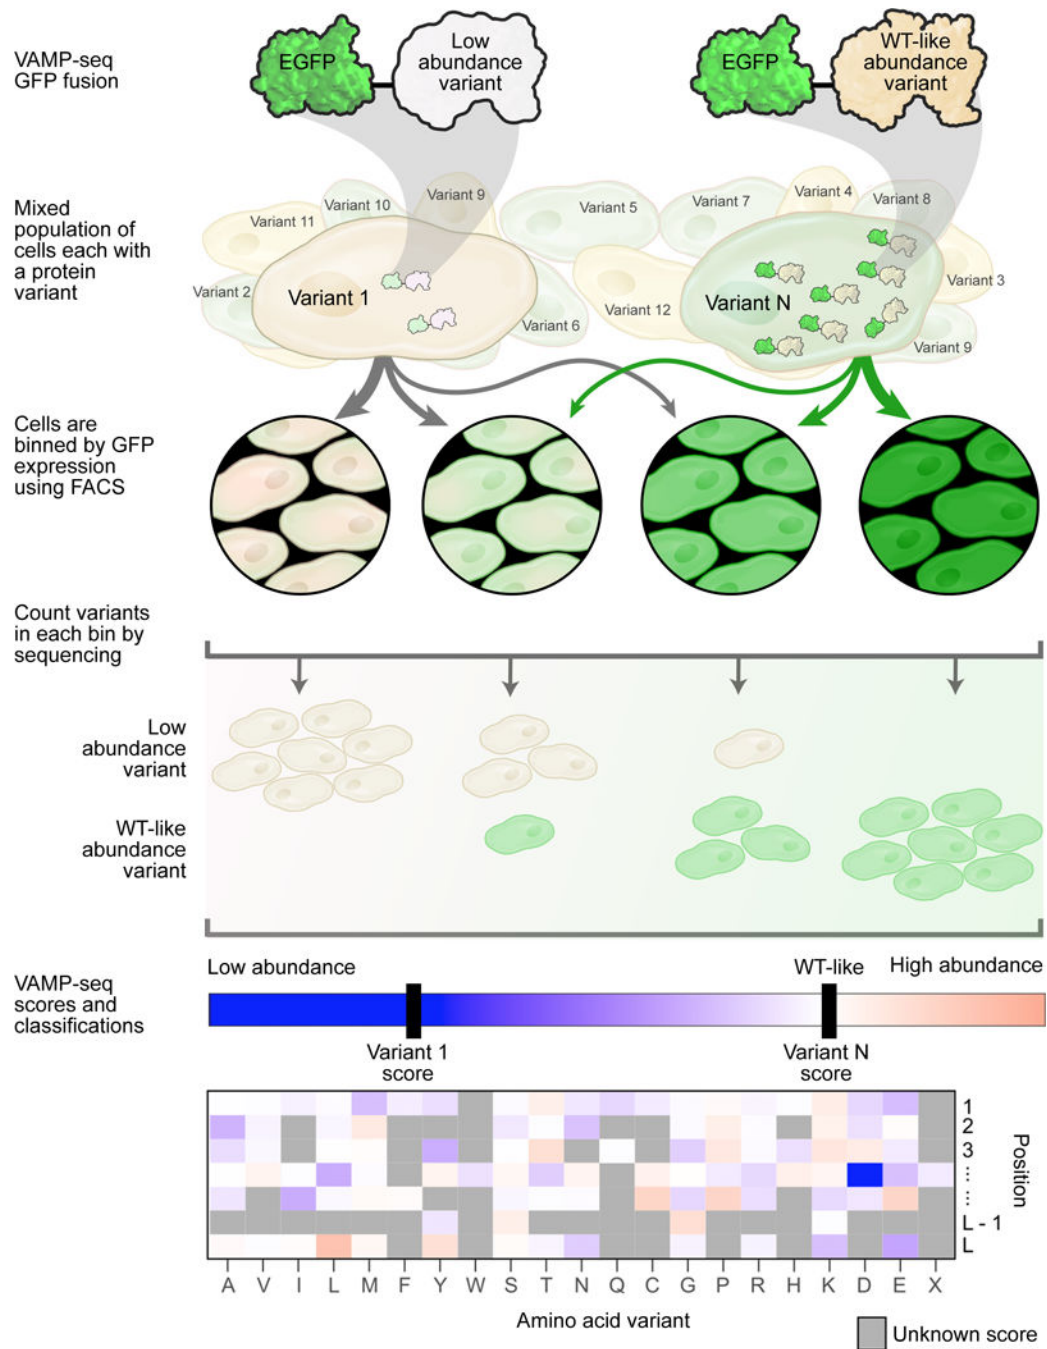 VAMP-seq
GFP fusion
EGFP
Low
abundance
variant
EGFP
WT-like
abundance
variant
Mixed
population of
cells each with
a protein
variant
Variant 11
Variant 10
Variant 9
Variant 5
Variant 7
Variant 4
Variant 8
Variant 2
Variant 1
Variant 6
Variant 12
Variant N
Variant 3
Variant 9
Cells are
binned by GFP
expression
using FACS
Count variants
in each bin by
sequencing
Low
abundance
variant
WT-like
abundance
variant
VAMP-seq
scores and
classifications
Low abundance
WT-like
High abundance
Variant 1
score
Variant N
score
1
2
3
...
...
L - 1
L
Position
A V I L M F Y W S T N Q C G P R H K D E X
Amino acid variant
Unknown score